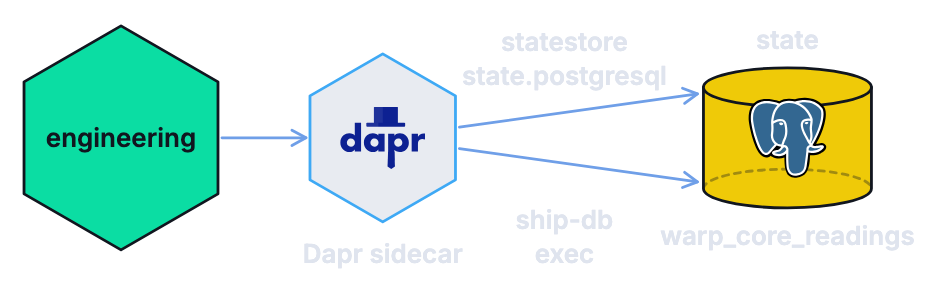 engineering
dapr
Dapr sidecar
statestore
state.postgresql
ship-db
exec
state
warp_core_readings